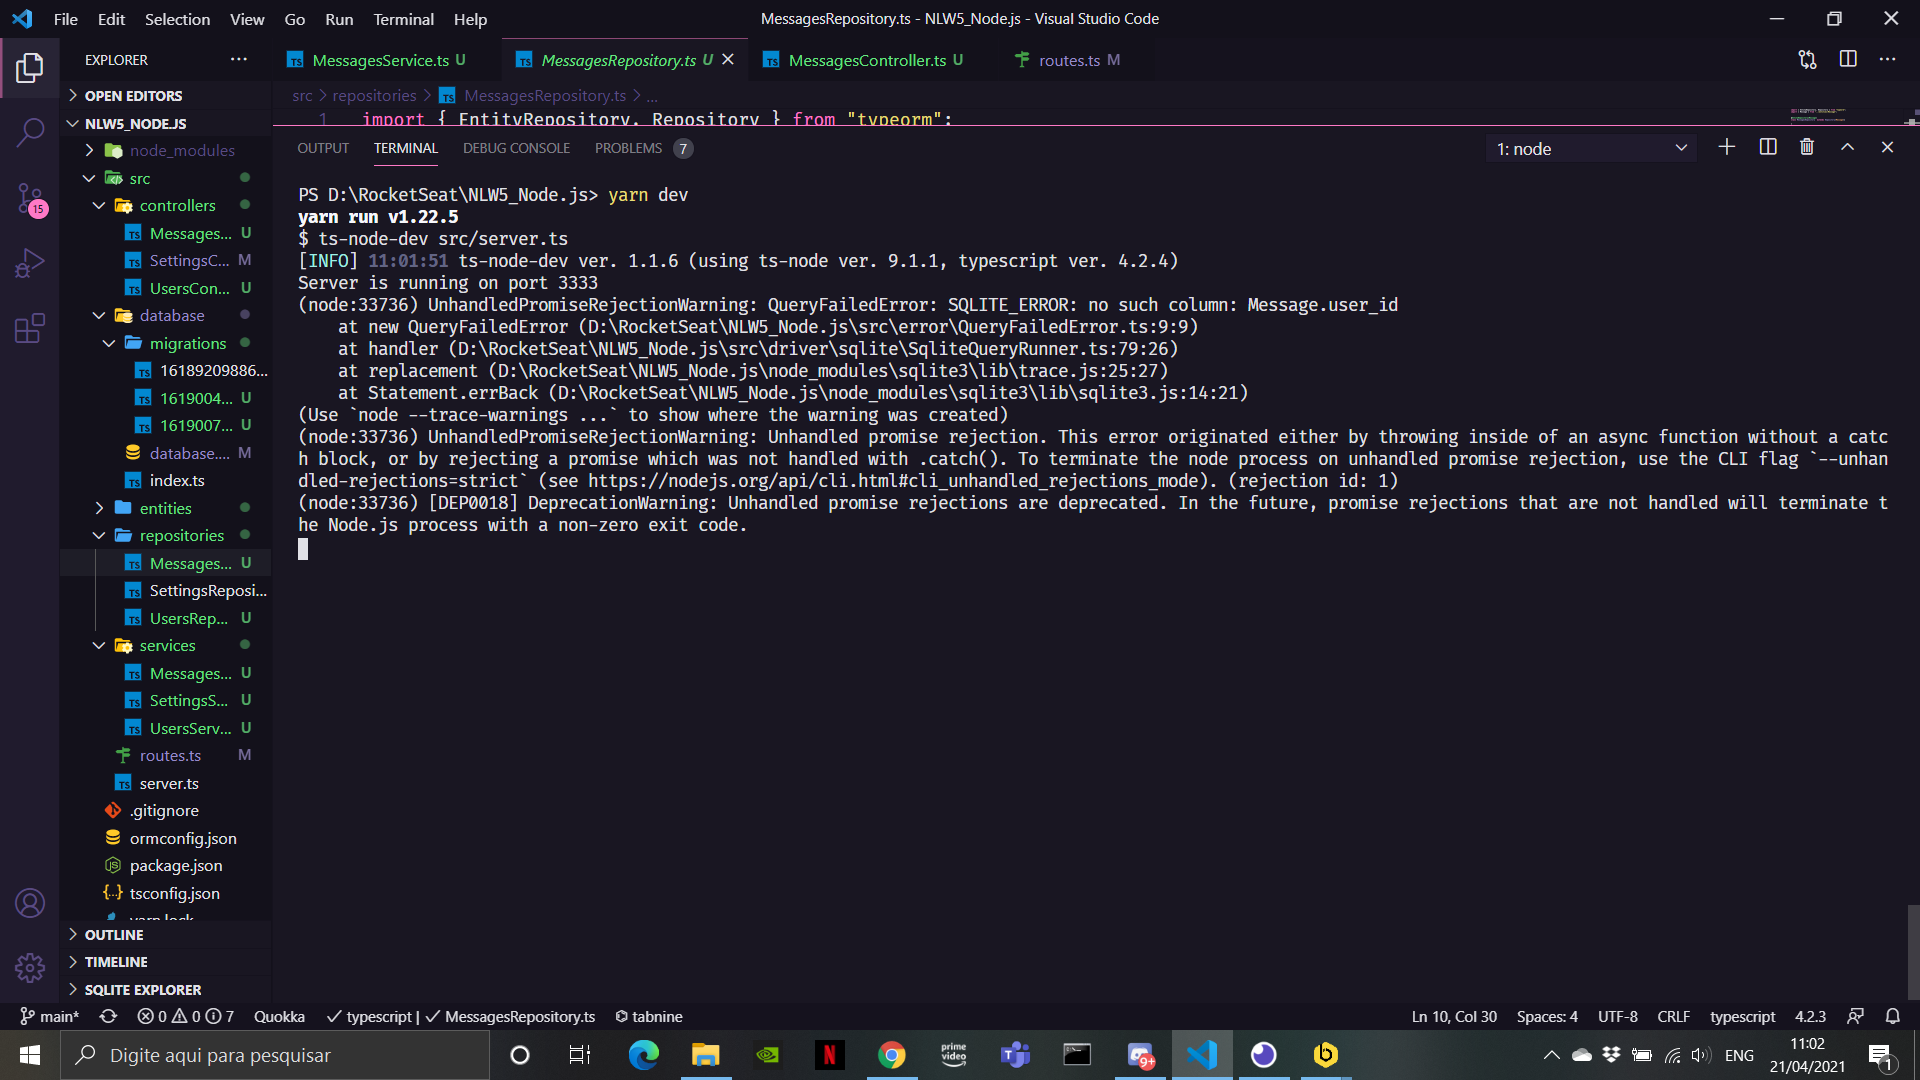 File Edit Selection View Go Run Terminal Help
MessagesRepository.ts - NLW5_Node.js - Visual Studio Code
EXPLORER
MessagesService.ts U
MessagesRepository.ts U
MessagesController.ts U
routes.ts M
OPEN EDITORS
src > repositories > MessagesRepository.ts > ...
NLW5_NODE.JS
1 import { EntityRepository, Repository } from "typeorm";
node_modules
src
controllers
Messages... U
SettingsC... M
UsersCon... U
database
migrations
16189209886...
1619004... U
1619007... U
database.... M
index.ts
entities
repositories
Messages... U
SettingsReposi...
UsersRep... U
services
Messages... U
SettingsS... U
UsersServ... U
routes.ts M
server.ts
.gitignore
ormconfig.json
package.json
tsconfig.json
yarn.lock
OUTLINE
TIMELINE
SQLITE EXPLORER
15
OUTPUT TERMINAL DEBUG CONSOLE PROBLEMS 7
1: node
PS D:\RocketSeat\NLW5_Node.js> yarn dev
yarn run v1.22.5
$ ts-node-dev src/server.ts
[INFO] 11:01:51 ts-node-dev ver. 1.1.6 (using ts-node ver. 9.1.1, typescript ver. 4.2.4)
Server is running on port 3333
(node:33736) UnhandledPromiseRejectionWarning: QueryFailedError: SQLITE_ERROR: no such column: Message.user_id
at new QueryFailedError (D:\RocketSeat\NLW5_Node.js\src\error\QueryFailedError.ts:9:9)
at handler (D:\RocketSeat\NLW5_Node.js\src\driver\sqlite\SqliteQueryRunner.ts:79:26)
at replacement (D:\RocketSeat\NLW5_Node.js\node_modules\sqlite3\lib\trace.js:25:27)
at Statement.errBack (D:\RocketSeat\NLW5_Node.js\node_modules\sqlite3\lib\sqlite3.js:14:21)
(Use `node --trace-warnings ...` to show where the warning was created)
(node:33736) UnhandledPromiseRejectionWarning: Unhandled promise rejection. This error originated either by throwing inside of an async function without a catc
h block, or by rejecting a promise which was not handled with .catch(). To terminate the node process on unhandled promise rejection, use the CLI flag `--unhan
dled-rejections=strict` (see https://nodejs.org/api/cli.html#cli_unhandled_rejections_mode). (rejection id: 1)
(node:33736) [DEP0018] DeprecationWarning: Unhandled promise rejections are deprecated. In the future, promise rejections that are not handled will terminate t
he Node.js process with a non-zero exit code.
main* 0 0 7 Quokka typescript | MessagesRepository.ts tabnine
Ln 10, Col 30 Spaces: 4 UTF-8 CRLF typescript 4.2.3
Digite aqui para pesquisar
prime video
9+
ENG
11:02
21/04/2021
1